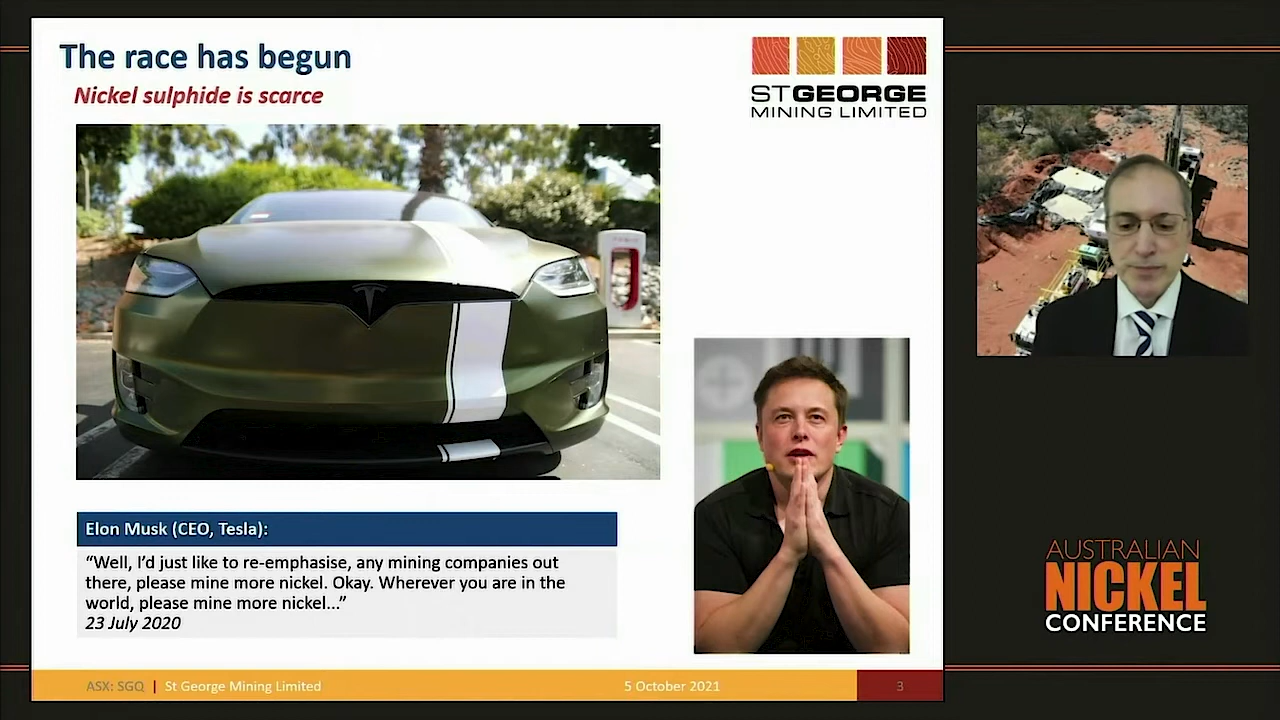 The race has begun
Nickel sulphide is scarce
STGEORGE
MINING LIMITED
Elon Musk (CEO, Tesla):
“Well, I’d just like to re-emphasise, any mining companies out
there, please mine more nickel. Okay. Wherever you are in the
world, please mine more nickel...”
23 July 2020
ASX: SGQ | St George Mining Limited
5 October 2021
3
AUSTRALIAN
NICKEL
CONFERENCE